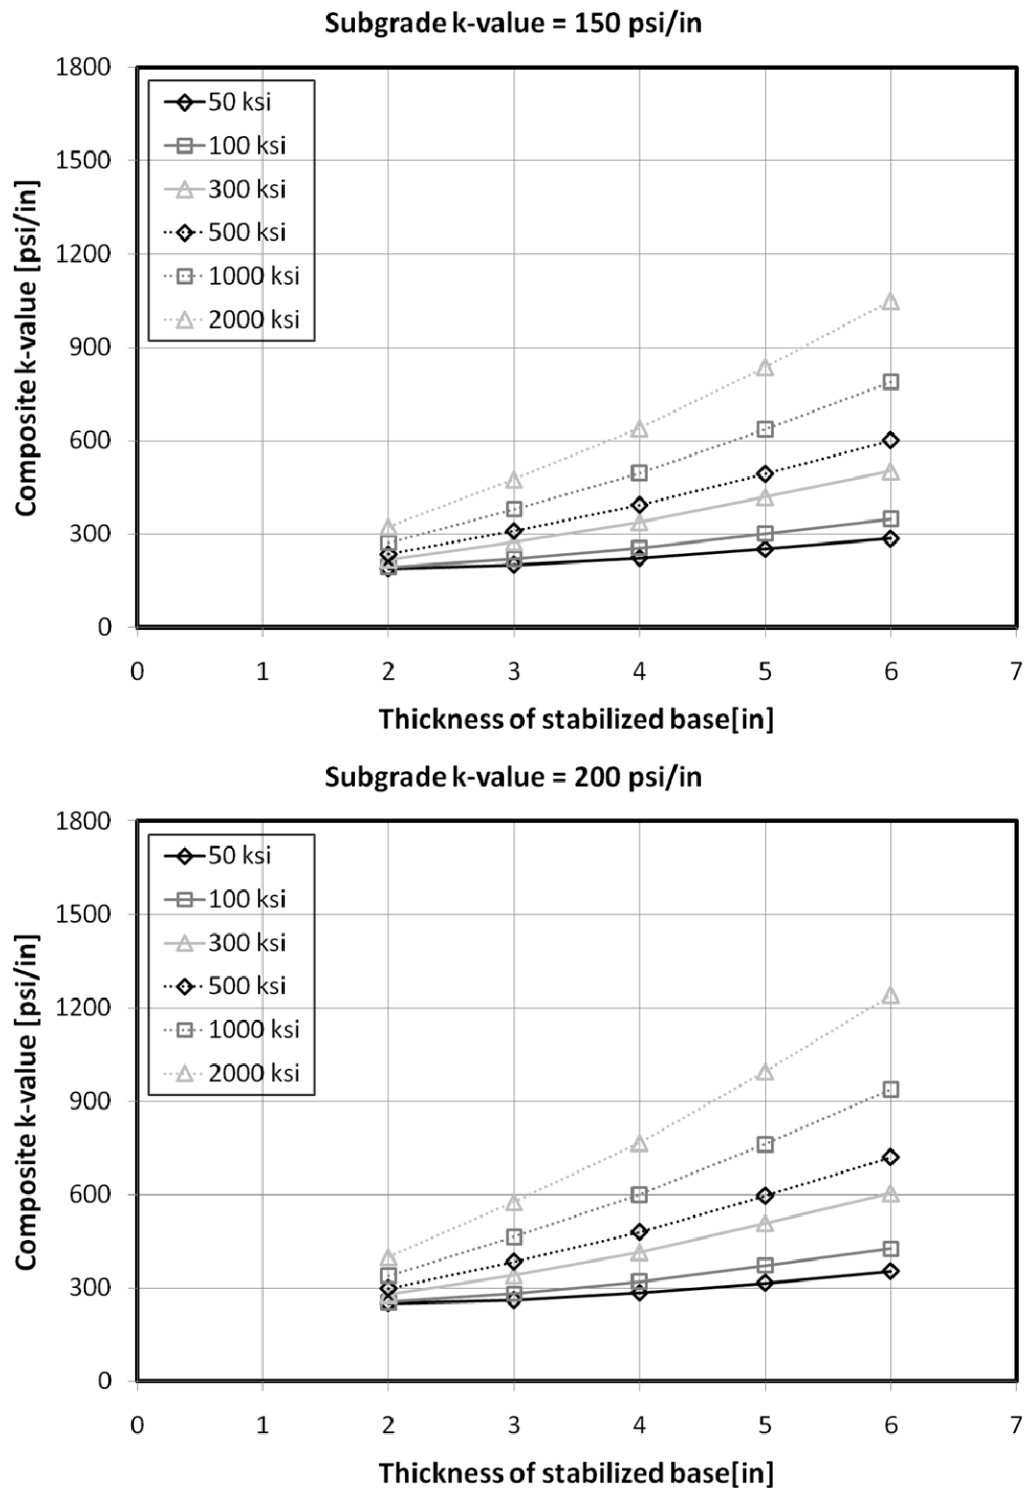 Subgrade k-value = 150 psi/in
1800
1500
1200
900
600
300
0
Composite k-value [psi/in]
50 ksi
100 ksi
300 ksi
500 ksi
1000 ksi
2000 ksi
0 1 2 3 4 5 6 7
Thickness of stabilized base[in]
Subgrade k-value = 200 psi/in
1800
1500
1200
900
600
300
0
Composite k-value [psi/in]
50 ksi
100 ksi
300 ksi
500 ksi
1000 ksi
2000 ksi
0 1 2 3 4 5 6 7
Thickness of stabilized base[in]